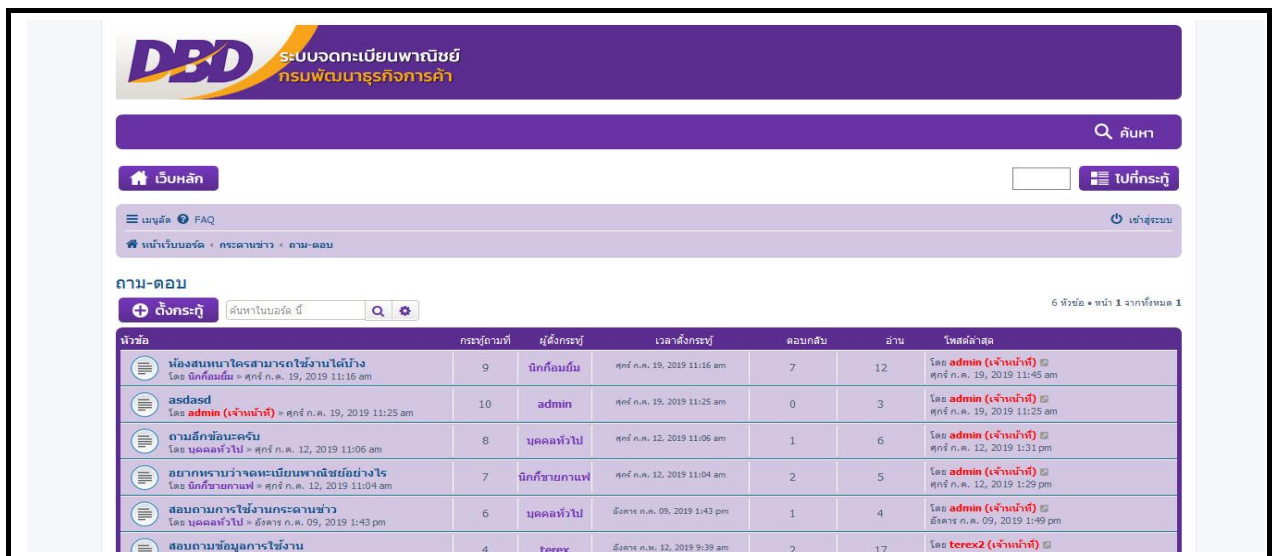 DBD
ระบบจดทะเบียนพาณิชย์
กรมพัฒนาธุรกิจการค้า
ค้นหา
เว็บหลัก
ไปที่กระทู้
เมนูลัด FAQ
เข้าสู่ระบบ
หน้าเว็บบอร์ด ‹ กระดานข่าว ‹ ถาม-ตอบ
ถาม-ตอบ
ตั้งกระทู้ ค้นหาในบอร์ด นี้
6 หัวข้อ • หน้า 1 จากทั้งหมด 1
หัวข้อ กระทู้ถามที่ ผู้ตั้งกระทู้ เวลาตั้งกระทู้ ตอบกลับ อ่าน โพสต์ล่าสุด
ห้องสนทนาใครสามารถใช้งานได้บ้าง
โดย นิกก้อมยิ้ม » ศุกร์ ก.ค. 19, 2019 11:16 am
9 นิกก้อมยิ้ม ศุกร์ ก.ค. 19, 2019 11:16 am 7 12
โดย admin (เจ้าหน้าที่)
ศุกร์ ก.ค. 19, 2019 11:45 am
asdasd
โดย admin (เจ้าหน้าที่) » ศุกร์ ก.ค. 19, 2019 11:25 am
10 admin ศุกร์ ก.ค. 19, 2019 11:25 am 0 3
โดย admin (เจ้าหน้าที่)
ศุกร์ ก.ค. 19, 2019 11:25 am
ถามอีกข้อนะครับ
โดย บุคคลทั่วไป » ศุกร์ ก.ค. 12, 2019 11:06 am
8 บุคคลทั่วไป ศุกร์ ก.ค. 12, 2019 11:06 am 1 6
โดย admin (เจ้าหน้าที่)
ศุกร์ ก.ค. 12, 2019 1:31 pm
อยากทราบว่าจดทะเบียนพาณิชย์อย่างไร
โดย นิกกี้ขายกาแฟ » ศุกร์ ก.ค. 12, 2019 11:04 am
7 นิกกี้ขายกาแฟ ศุกร์ ก.ค. 12, 2019 11:04 am 2 5
โดย admin (เจ้าหน้าที่)
ศุกร์ ก.ค. 12, 2019 1:29 pm
สอบถามการใช้งานกระดานข่าว
โดย บุคคลทั่วไป » อังคาร ก.ค. 09, 2019 1:43 pm
6 บุคคลทั่วไป อังคาร ก.ค. 09, 2019 1:43 pm 1 4
โดย admin (เจ้าหน้าที่)
อังคาร ก.ค. 09, 2019 1:49 pm
สอบถามข้อมูลการใช้งาน
4 terex อังคาร ก.พ. 12, 2019 9:39 am 2 17
โดย terex2 (เจ้าหน้าที่)